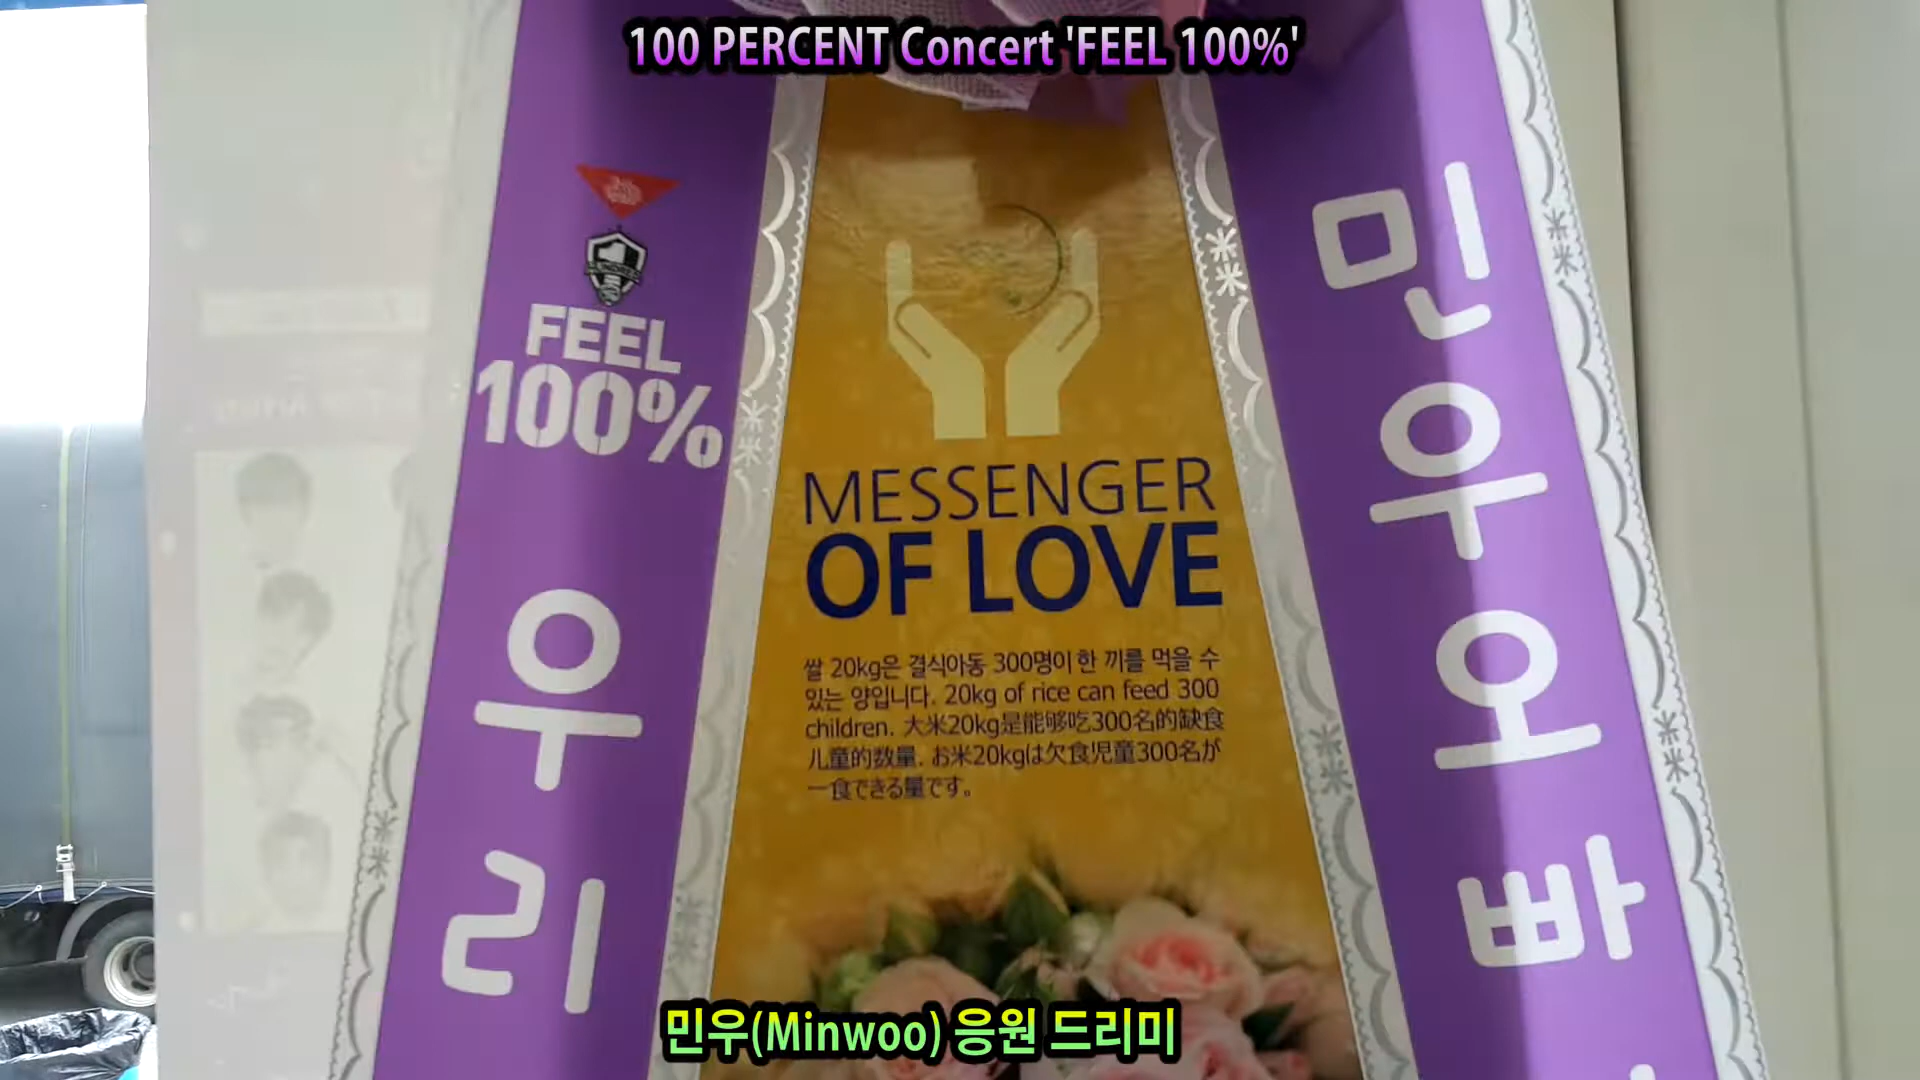 100 PERCENT Concert 'FEEL 100%'
FEEL
100%
우리
MESSENGER
OF LOVE
쌀 20kg은 결식아동 300명이 한 끼를 먹을 수
있는 양입니다. 20kg of rice can feed 300
children. 大米20kg是能够吃300名的缺食
儿童的数量. お米20kgは欠食児童300名が
一食できる量です。
민우오빠
민우(Minwoo) 응원 드리미